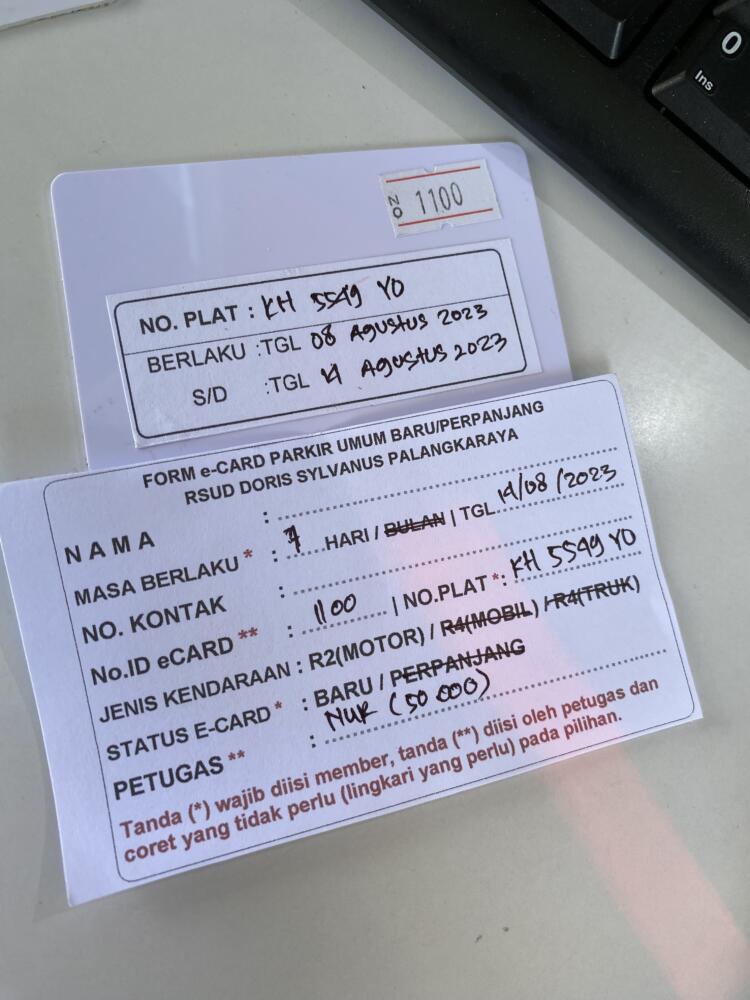 0
Ins
NO 1100
NO. PLAT : KH 5549 YO
BERLAKU :TGL 08 AGUSTUS 2023
S/D :TGL 14 AGUSTUS 2023
FORM e-CARD PARKIR UMUM BARU/PERPANJANG
RSUD DORIS SYLVANUS PALANGKARAYA
NAMA :
MASA BERLAKU * : 7 HARI / BULAN | TGL 14/08/2023
NO. KONTAK :
No.ID eCARD ** : 1100 | NO.PLAT *: KH 5549 YO
JENIS KENDARAAN : R2(MOTOR) / R4(MOBIL) / R4(TRUK)
STATUS E-CARD * : BARU / PERPANJANG
PETUGAS ** : NUR (50 000)
Tanda (*) wajib diisi member, tanda (**) diisi oleh petugas dan
coret yang tidak perlu (lingkari yang perlu) pada pilihan.